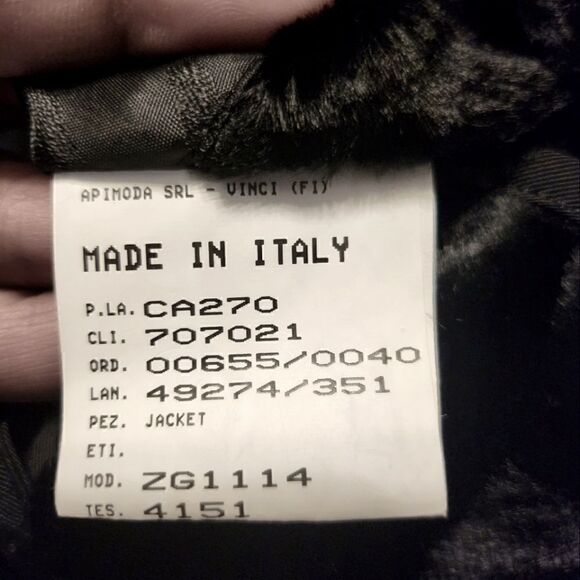 APIMODA SRL - VINCI (FI)
MADE IN ITALY
P.LA. CA270
CLI. 707021
ORD. 00655/0040
LAN. 49274/351
PEZ. JACKET
ETI.
MOD. ZG1114
TES. 4151